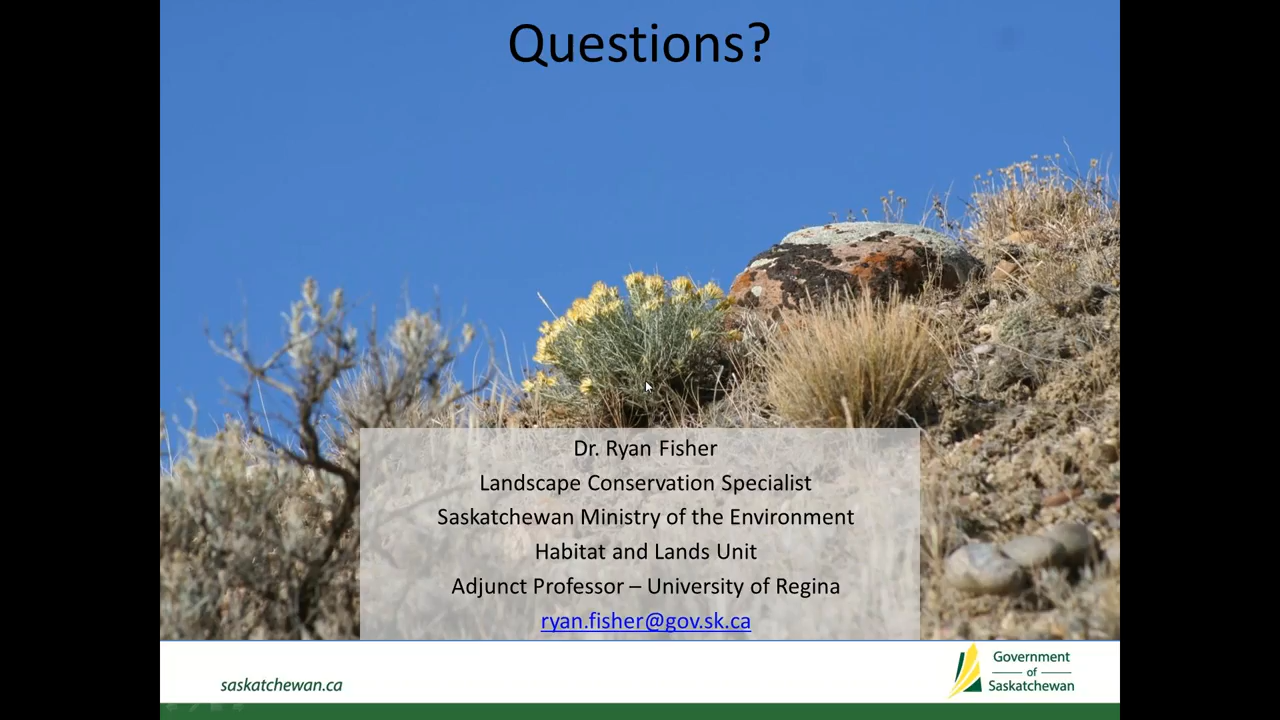 Questions?
Dr. Ryan Fisher
Landscape Conservation Specialist
Saskatchewan Ministry of the Environment
Habitat and Lands Unit
Adjunct Professor – University of Regina
ryan.fisher@gov.sk.ca
saskatchewan.ca
Government
of
Saskatchewan